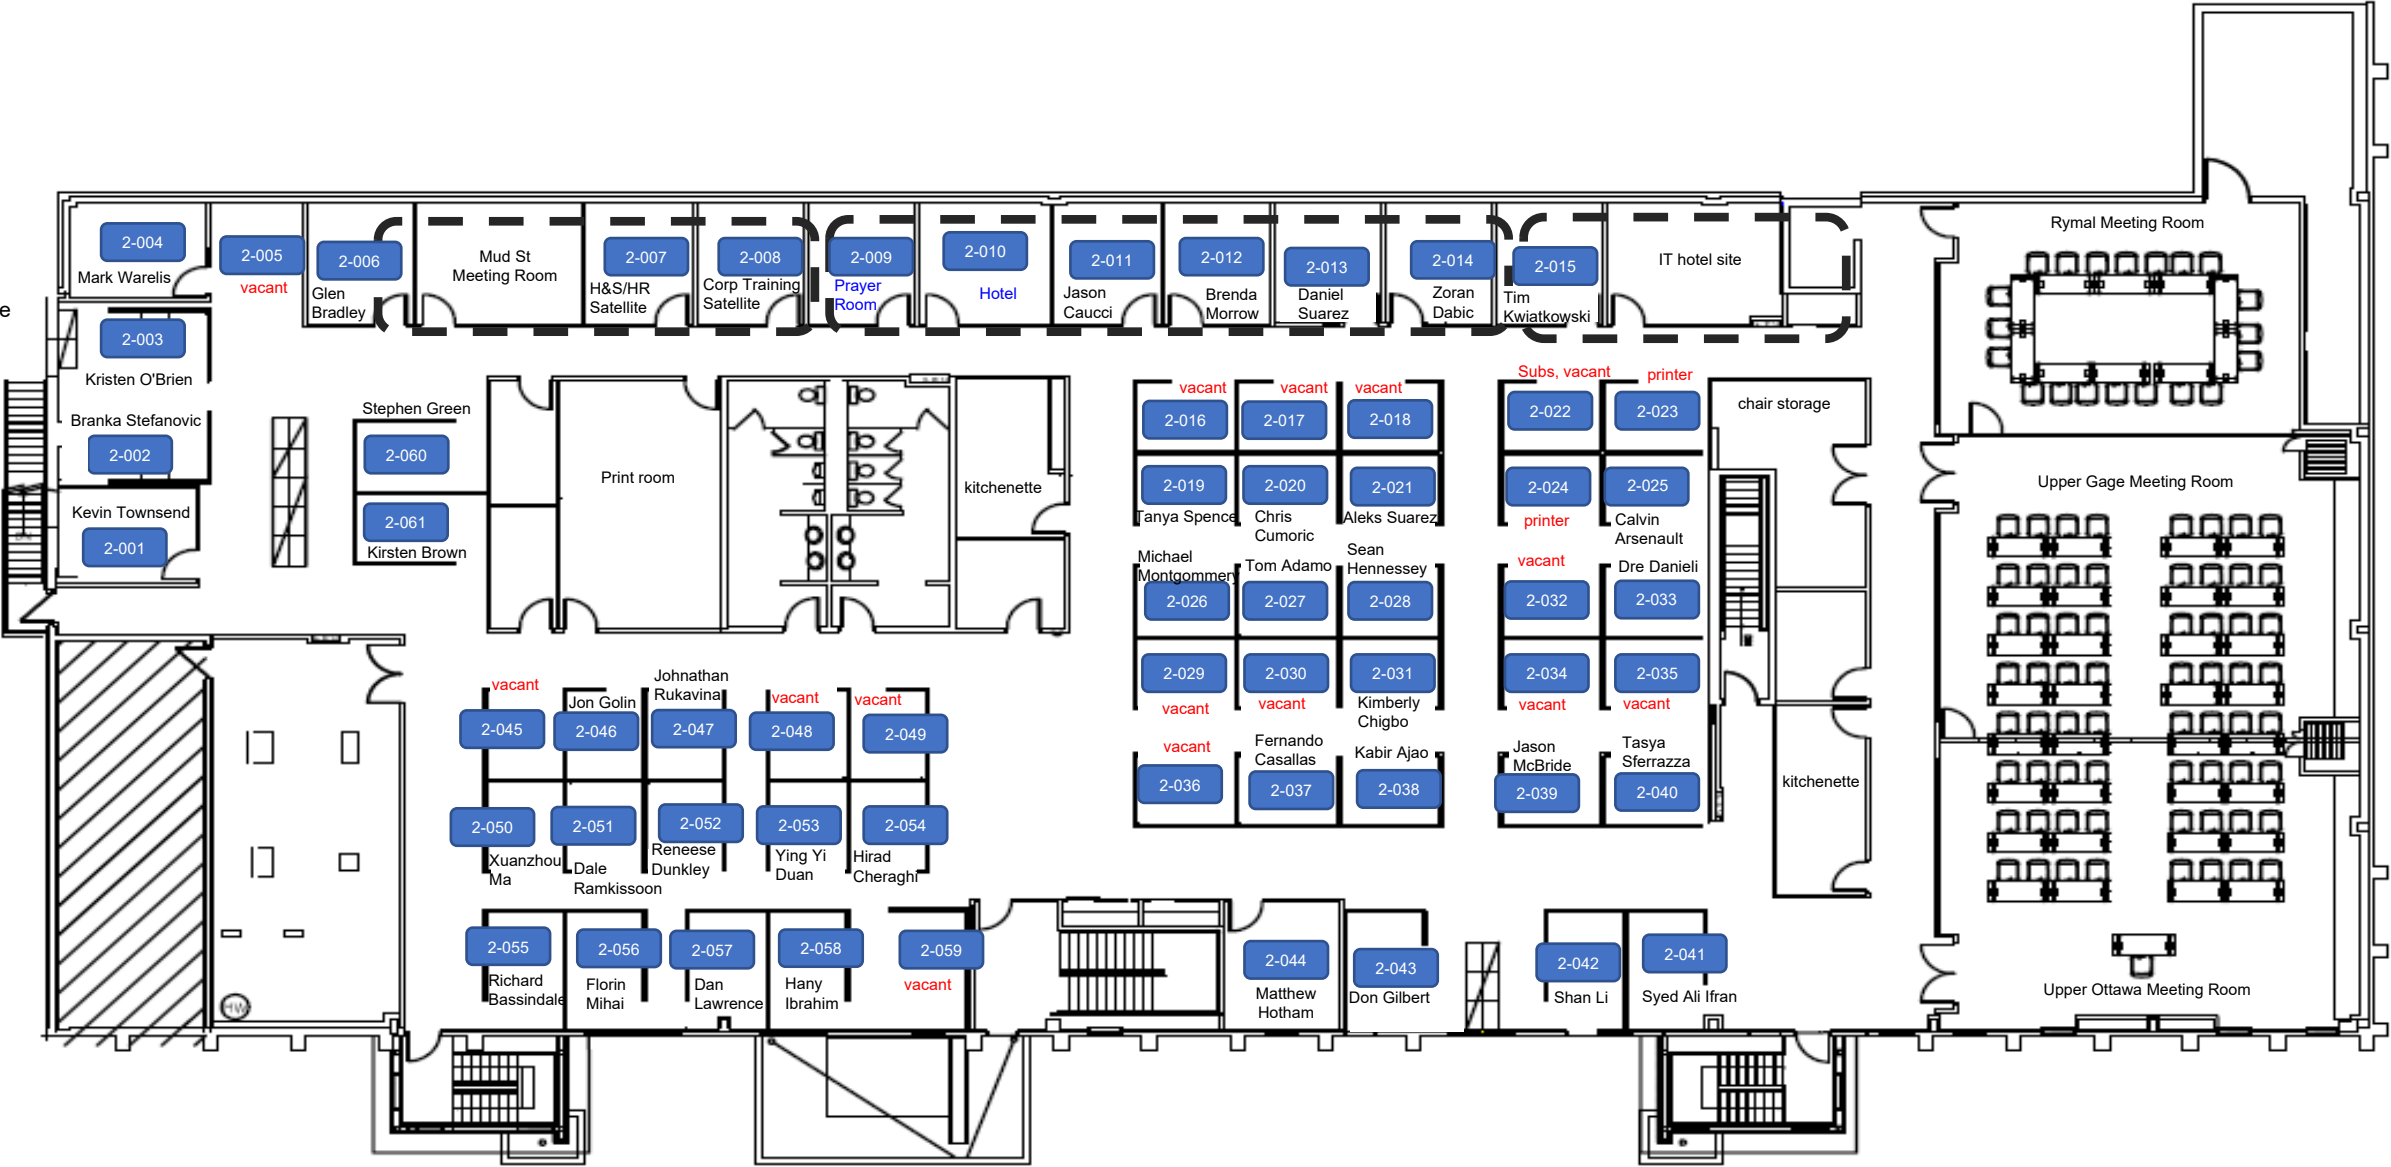 Rymal Meeting Room
2-004
2-005
2-006
Mud St
Meeting Room
2-007
2-008
2-009
2-010
2-011
2-012
2-013
2-014
2-015
IT hotel site
Mark Warelis
vacant
Glen
Bradley
H&S/HR
Satellite
Corp Training
Satellite
Prayer
Room
Hotel
Jason
Caucci
Brenda
Morrow
Daniel
Suarez
Zoran
Dabic
Tim
Kwiatkowski
e
2-003
Kristen O'Brien
Branka Stefanovic
2-002
Kevin Townsend
2-001
Stephen Green
2-060
2-061
Kirsten Brown
Print room
kitchenette
vacant
vacant
vacant
2-016
2-017
2-018
2-019
2-020
2-021
Tanya Spence
Chris
Cumoric
Aleks Suarez
Subs, vacant
printer
2-022
2-023
2-024
2-025
printer
Calvin
Arsenault
chair storage
Upper Gage Meeting Room
Michael
Montgommery
Tom Adamo
Sean
Hennessey
2-026
2-027
2-028
2-029
2-030
2-031
vacant
vacant
Kimberly
Chigbo
vacant
Dre Danieli
2-032
2-033
2-034
2-035
vacant
vacant
vacant
Fernando
Casallas
Kabir Ajao
2-036
2-037
2-038
Jason
McBride
Tasya
Sferrazza
2-039
2-040
kitchenette
vacant
Jon Golin
Johnathan
Rukavina
vacant
vacant
2-045
2-046
2-047
2-048
2-049
2-050
2-051
2-052
2-053
2-054
Xuanzhou
Ma
Dale
Ramkissoon
Reneese
Dunkley
Ying Yi
Duan
Hirad
Cheraghi
2-055
2-056
2-057
2-058
2-059
Richard
Bassindale
Florin
Mihai
Dan
Lawrence
Hany
Ibrahim
vacant
2-044
2-043
2-042
2-041
Matthew
Hotham
Don Gilbert
Shan Li
Syed Ali Ifran
Upper Ottawa Meeting Room
HW